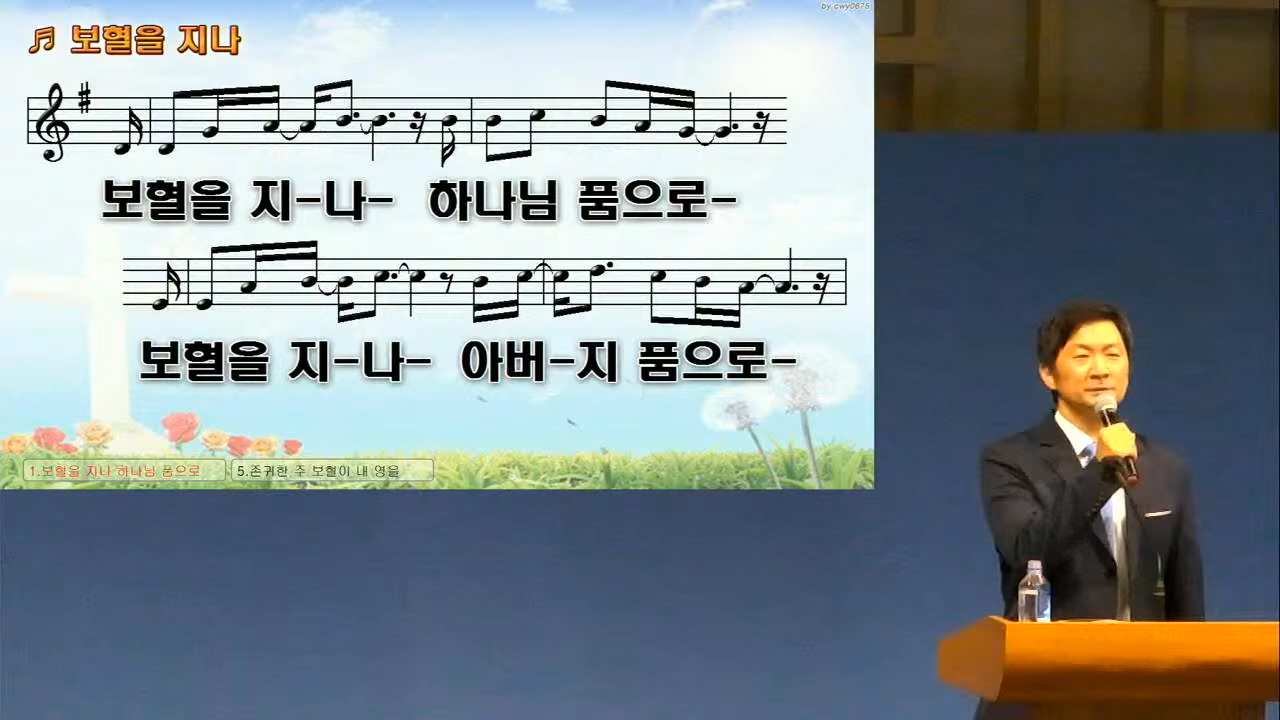 by cwy0675
♬ 보혈을 지나
보혈을 지-나- 하나님 품으로-
보혈을 지-나- 아버-지 품으로-
1.보혈을 지나 하나님 품으로
5.존귀한 주 보혈이 내 영을